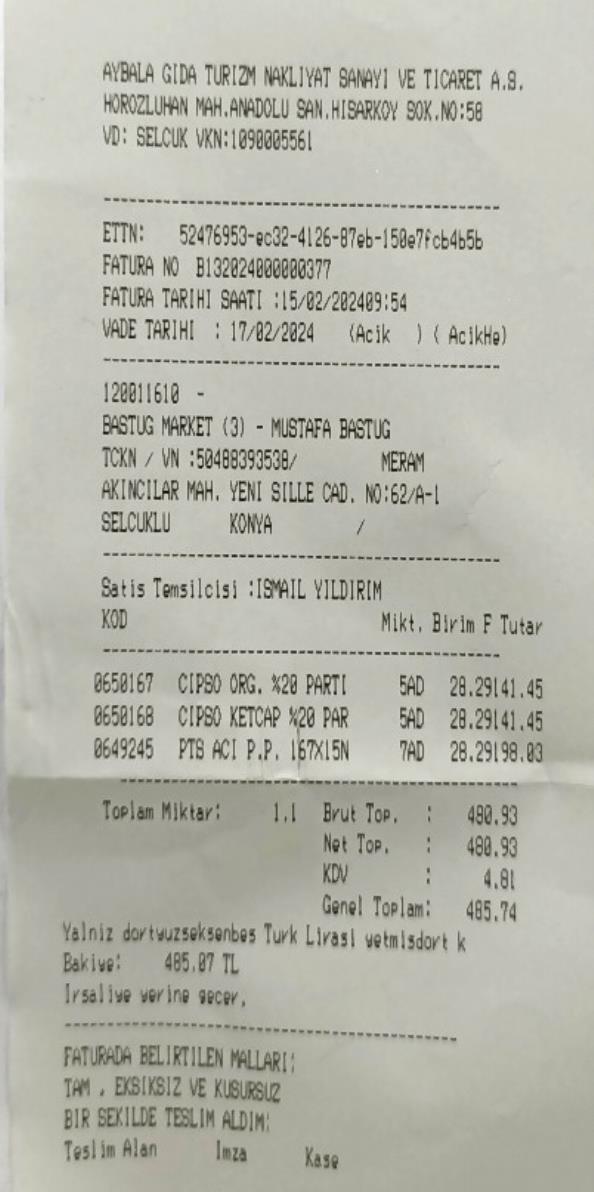 AYBALA GIDA TURIZM NAKLIYAT SANAYI VE TICARET A.S.
HOROZLUHAN MAH.ANADOLU SAN.HISARKOY SOK.NO:58
VD: SELCUK VKN:1090005561
ETTN: 52476953-ec32-4126-87eb-150e7fcb4b5b
FATURA NO B132024000000377
FATURA TARIHI SAATI :15/02/202409:54
VADE TARIHI : 17/02/2024 (Acik ) ( AcikHe)
120011610 -
BASTUG MARKET (3) - MUSTAFA BASTUG
TCKN / VN :50488393538/ MERAM
AKINCILAR MAH. YENI SILLE CAD. NO:62/A-1
SELCUKLU KONYA /
Satis Temsilcisi :ISMAIL YILDIRIM
KOD Mikt. Birim F Tutar
0650167 CIPSO ORG. %20 PARTI 5AD 28.29141.45
0650168 CIPSO KETCAP %20 PAR 5AD 28.29141.45
0649245 PTS ACI P.P. 167X15N 7AD 28.29198.03
Toplam Miktar: 1.1 Brut Top. : 480.93
Net Top. : 480.93
KDV : 4.81
Genel Toplam: 485.74
Yalniz dortyuzseksenbes Turk Lirasi yetmisdort k
Bakiye: 485.07 TL
Irsaliye yerine gecer.
FATURADA BELIRTILEN MALLARI;
TAM , EKSIKSIZ VE KUSURSUZ
BIR SEKILDE TESLIM ALDIM:
Teslim Alan Imza Kase